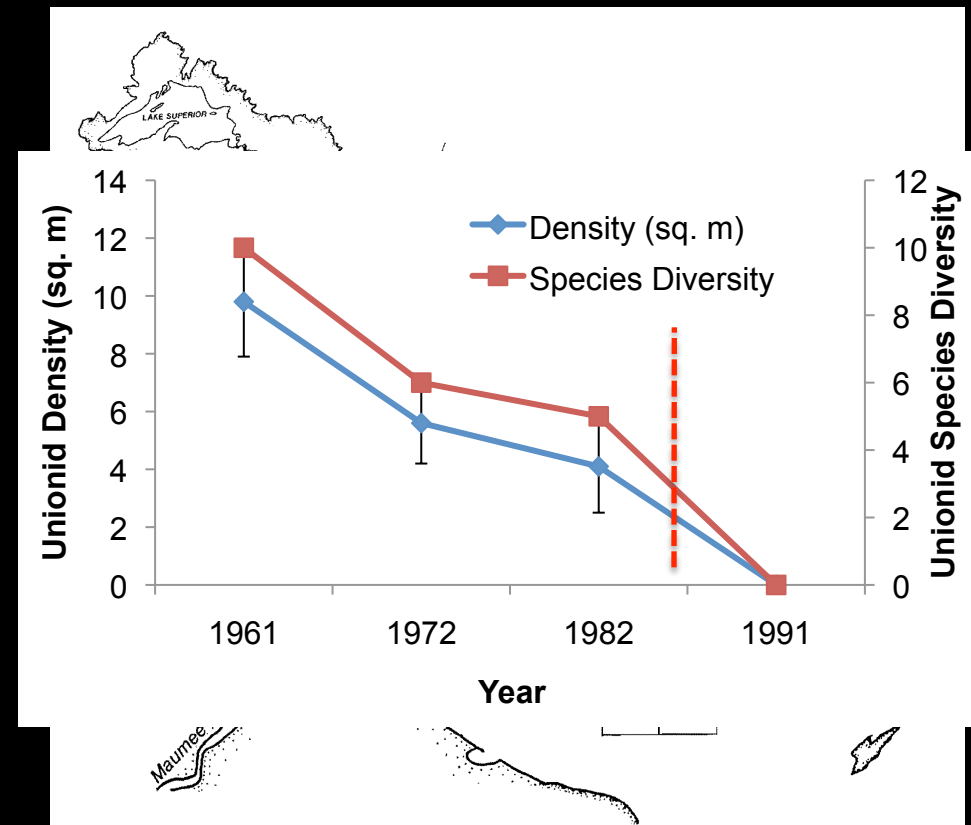 LAKE SUPERIOR
14
12
10
8
6
4
2
0
Unionid Density (sq. m)
Density (sq. m)
Species Diversity
12
10
8
6
4
2
0
Unionid Species Diversity
1961 1972 1982 1991
Year
Maumee